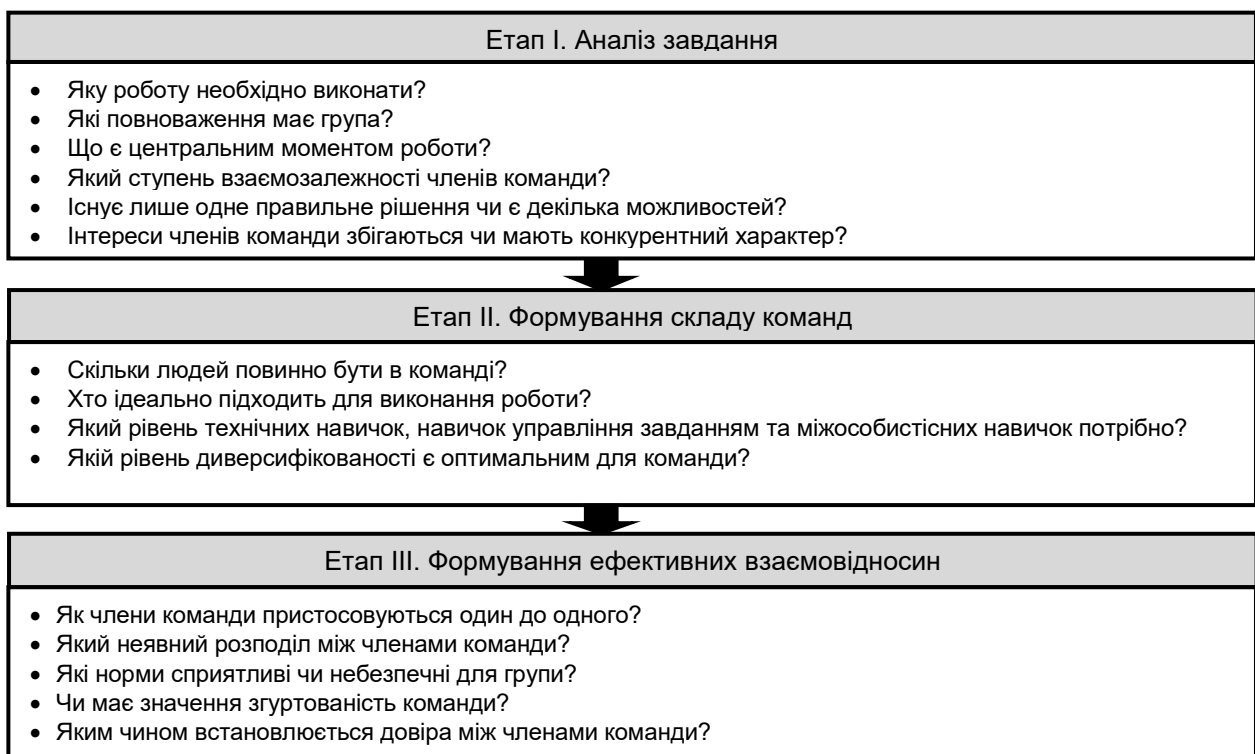 Етап І. Аналіз завдання
• Яку роботу необхідно виконати?
• Які повноваження має група?
• Що є центральним моментом роботи?
• Який ступень взаємозалежності членів команди?
• Існує лише одне правильне рішення чи є декілька можливостей?
• Інтереси членів команди збігаються чи мають конкурентний характер?
Етап ІІ. Формування складу команд
• Скільки людей повинно бути в команді?
• Хто ідеально підходить для виконання роботи?
• Який рівень технічних навичок, навичок управління завданням та міжособистісних навичок потрібно?
• Якій рівень диверсифікованості є оптимальним для команди?
Етап ІІІ. Формування ефективних взаємовідносин
• Як члени команди пристосовуються один до одного?
• Який неявний розподіл між членами команди?
• Які норми сприятливі чи небезпечні для групи?
• Чи має значення згуртованість команди?
• Яким чином встановлюється довіра між членами команди?